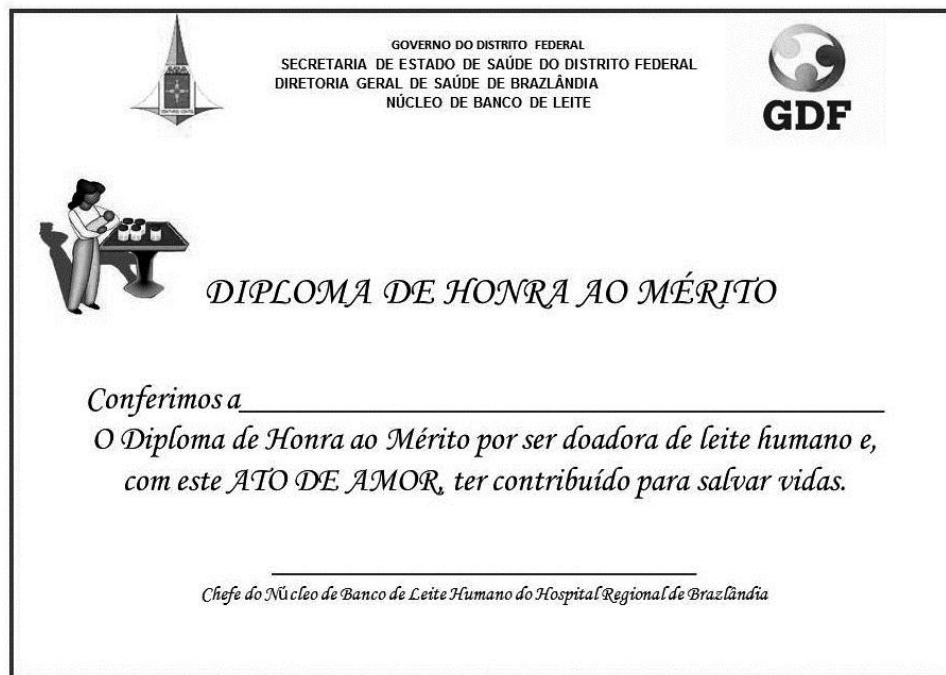 GOVERNO DO DISTRITO FEDERAL
SECRETARIA DE ESTADO DE SAÚDE DO DISTRITO FEDERAL
DIRETORIA GERAL DE SAÚDE DE BRAZLÂNDIA
NÚCLEO DE BANCO DE LEITE
GDF
DIPLOMA DE HONRA AO MÉRITO
Conferimos a
O Diploma de Honra ao Mérito por ser doadora de leite humano e,
com este ATO DE AMOR, ter contribuído para salvar vidas.
Chefe do Núcleo de Banco de Leite Humano do Hospital Regional de Brazlândia